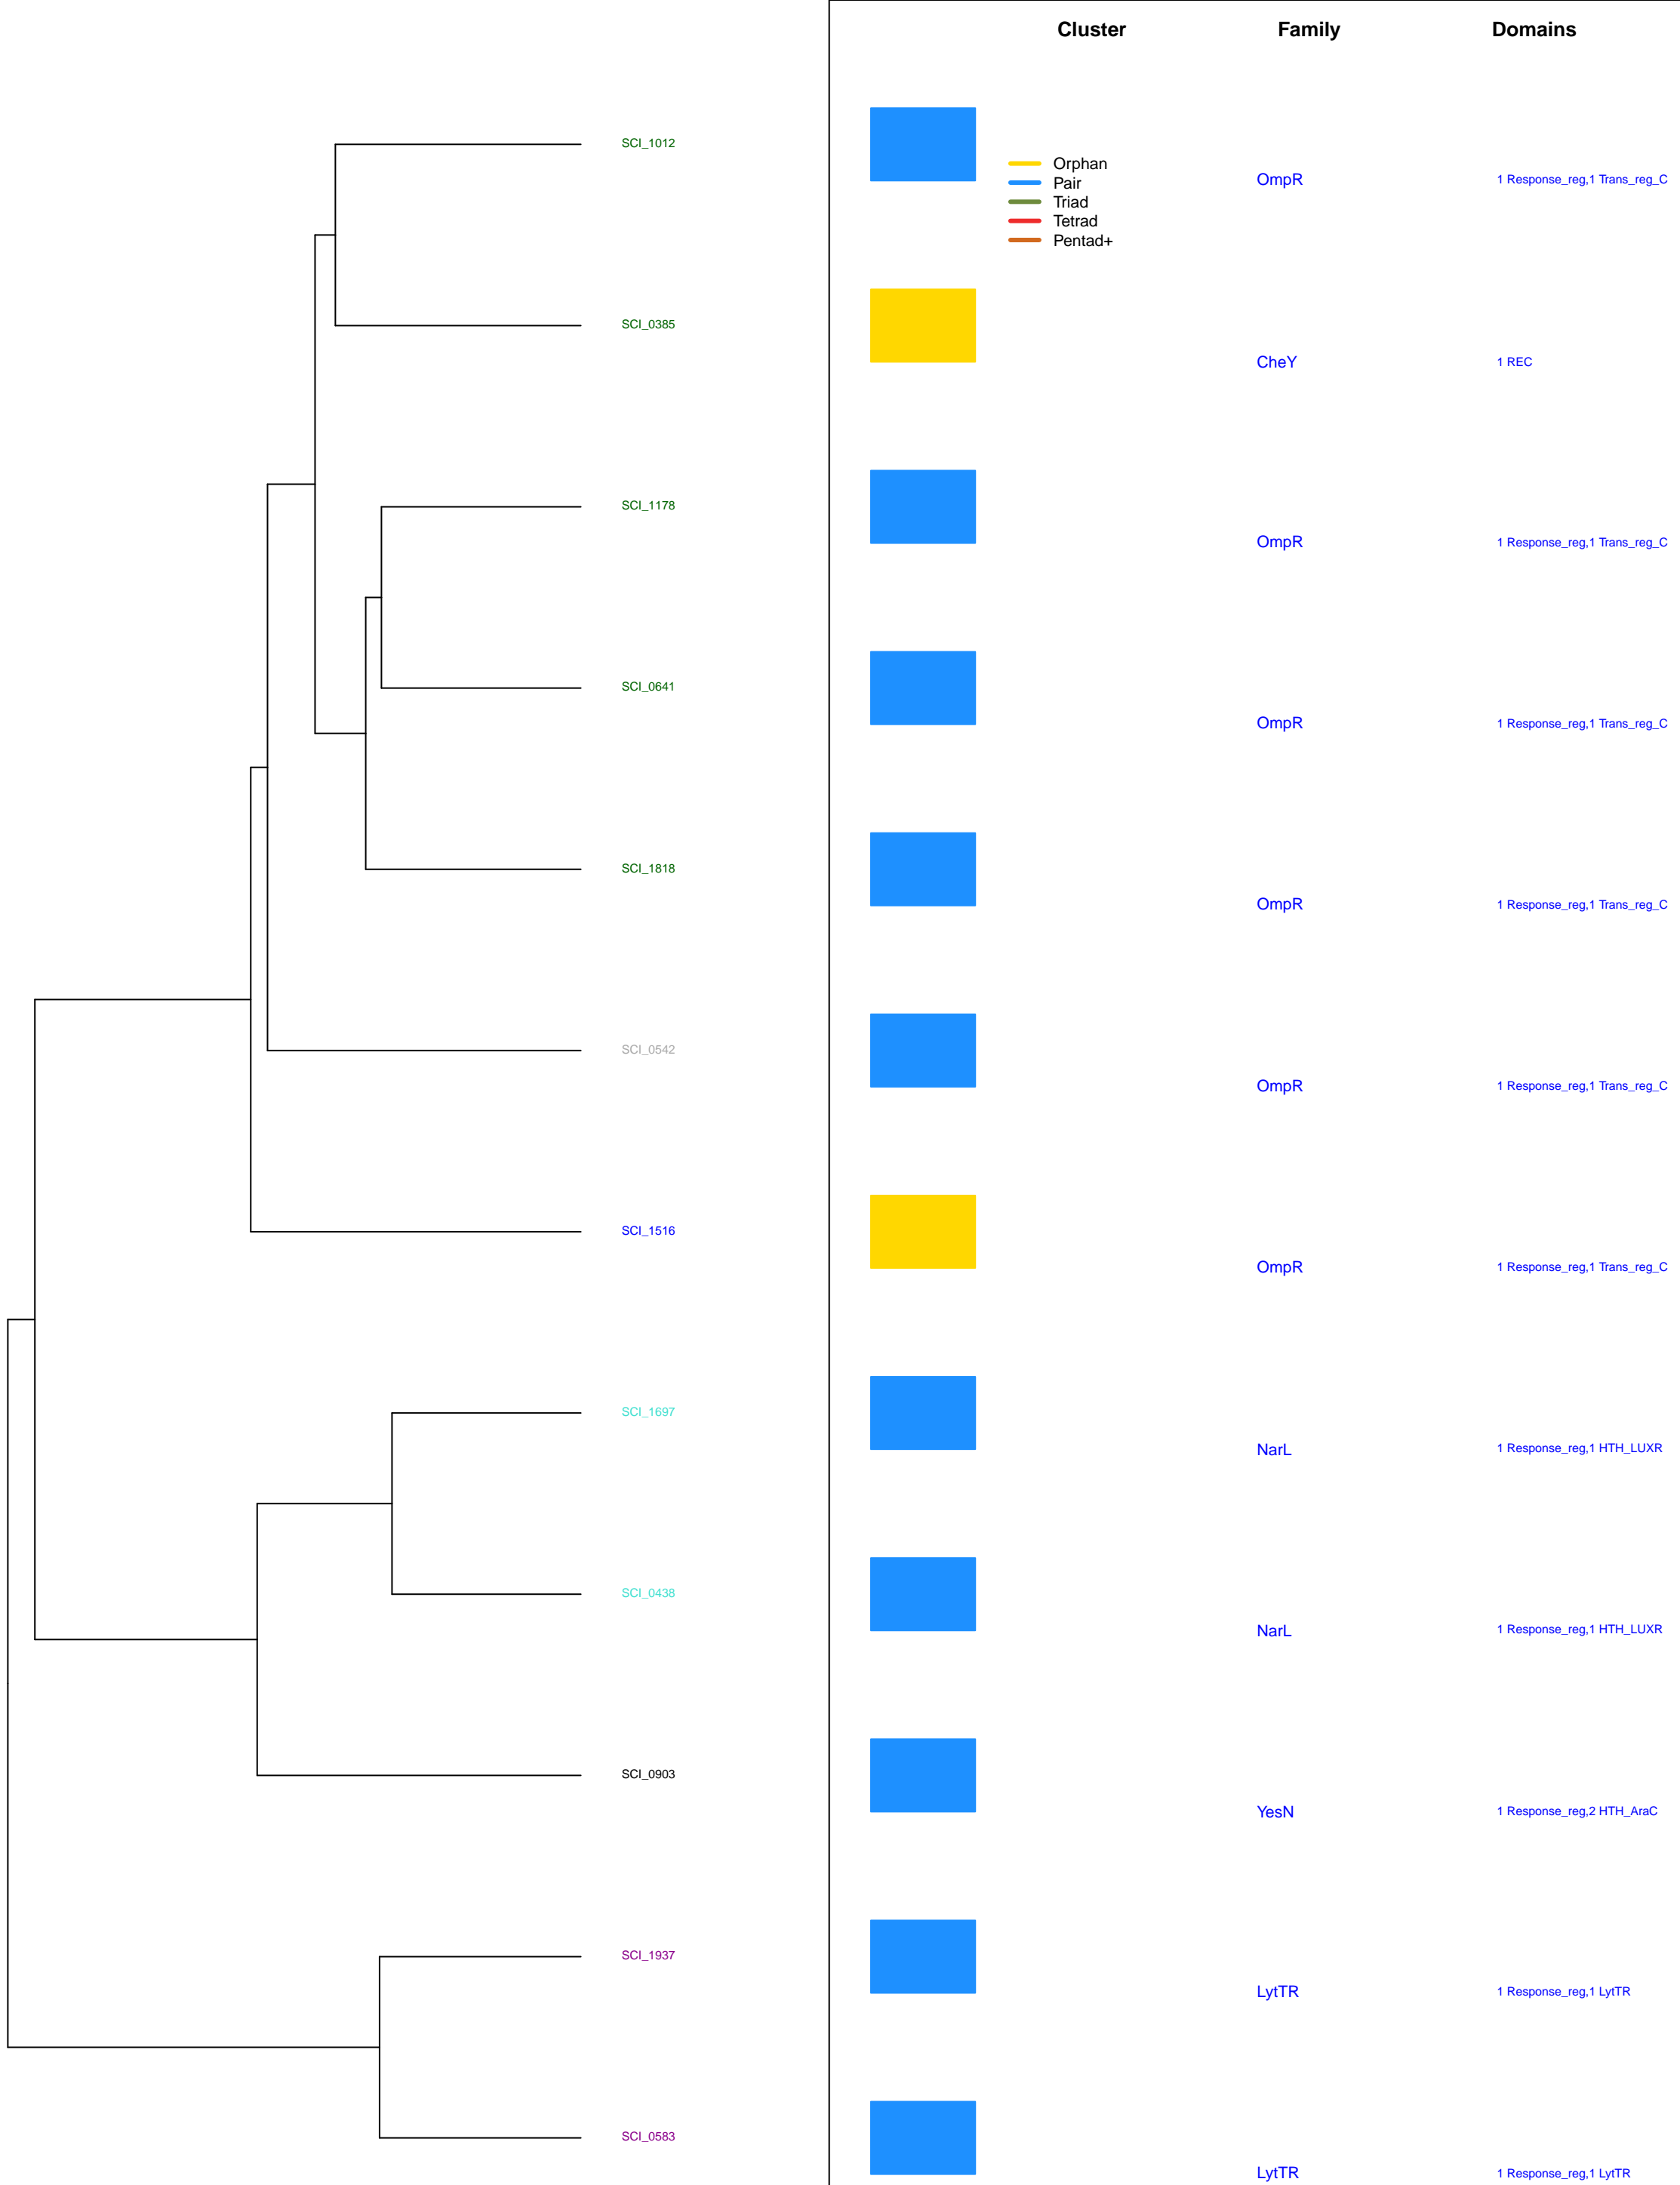 Cluster Family Domains
SCI_1012
Orphan
Pair
Triad
Tetrad
Pentad+
OmpR 1 Response_reg,1 Trans_reg_C
SCI_0385
CheY 1 REC
SCI_1178
OmpR 1 Response_reg,1 Trans_reg_C
SCI_0641
OmpR 1 Response_reg,1 Trans_reg_C
SCI_1818
OmpR 1 Response_reg,1 Trans_reg_C
SCI_0542
OmpR 1 Response_reg,1 Trans_reg_C
SCI_1516
OmpR 1 Response_reg,1 Trans_reg_C
SCI_1697
NarL 1 Response_reg,1 HTH_LUXR
SCI_0438
NarL 1 Response_reg,1 HTH_LUXR
SCI_0903
YesN 1 Response_reg,2 HTH_AraC
SCI_1937
LytTR 1 Response_reg,1 LytTR
SCI_0583
LytTR 1 Response_reg,1 LytTR